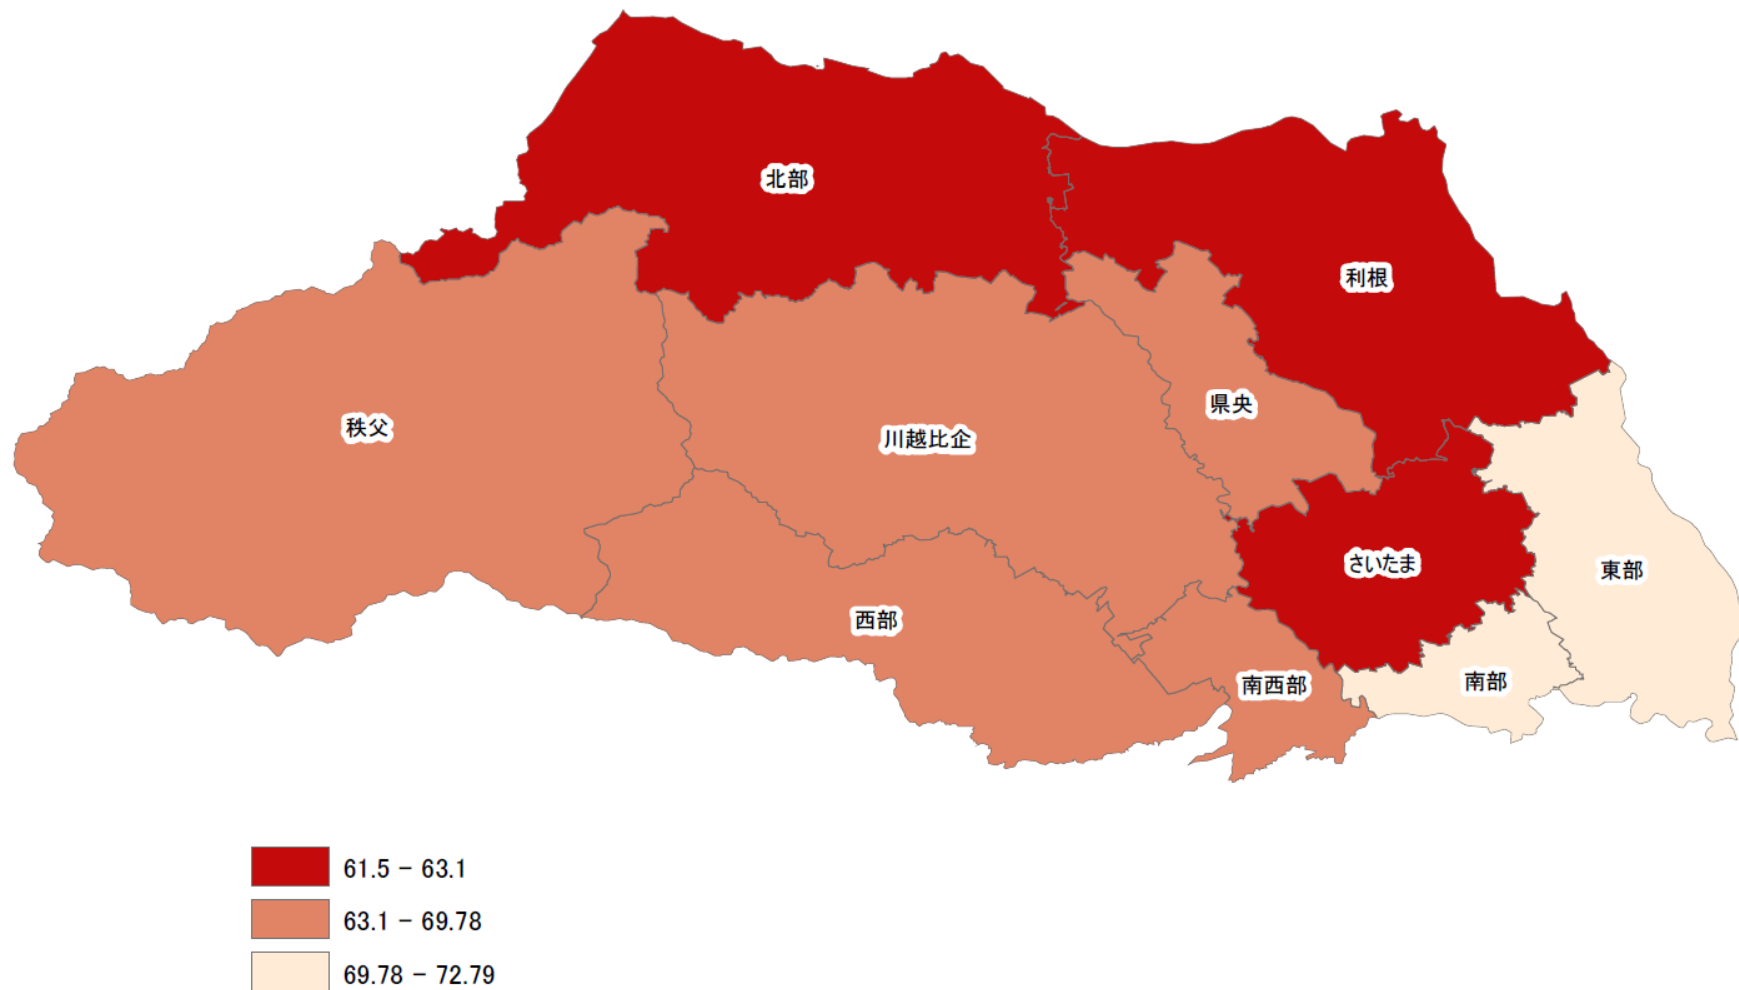 北部
利根
県央
秩父
川越比企
さいたま
東部
西部
南西部
南部
61.5 − 63.1
63.1 − 69.78
69.78 − 72.79